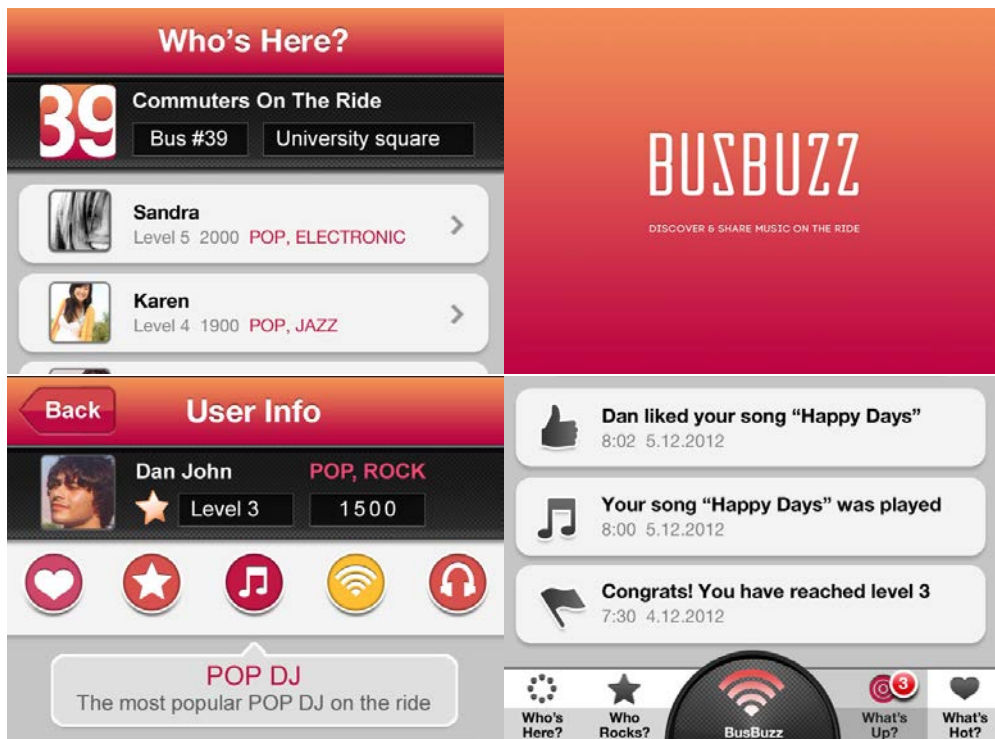 Who's Here?
39
Commuters On The Ride
Bus #39
University square
Sandra
Level 5 2000 POP, ELECTRONIC
Karen
Level 4 1900 POP, JAZZ
BUSBUZZ
DISCOVER & SHARE MUSIC ON THE RIDE
Back
User Info
Dan John
POP, ROCK
Level 3
1500
POP DJ
The most popular POP DJ on the ride
Dan liked your song “Happy Days”
8:02 5.12.2012
Your song “Happy Days” was played
8:00 5.12.2012
Congrats! You have reached level 3
7:30 4.12.2012
Who's
Here?
Who
Rocks?
BusBuzz
3
What's
Up?
What's
Hot?